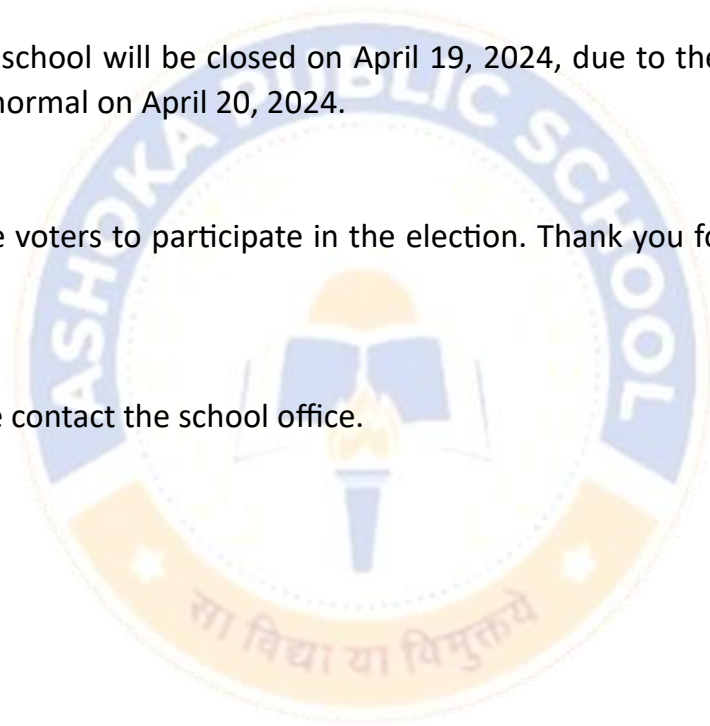 school will be closed on April 19, 2024, due to the
normal on April 20, 2024.
voters to participate in the election. Thank you fo
contact the school office.
ASHOKA PUBLIC SCHOOL
सा विद्या या विमुक्तये